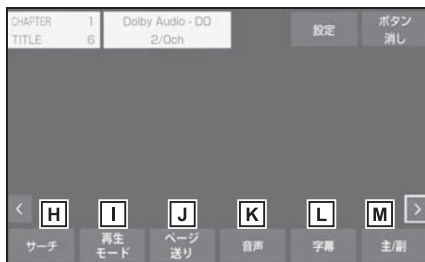 CHAPTER 1
TITLE 6
Dolby Audio - DD
2/0ch
設定
ボタン
消し
< H I J K L M >
サーチ
再生
モード
ページ
送り
音声
字幕
主/副